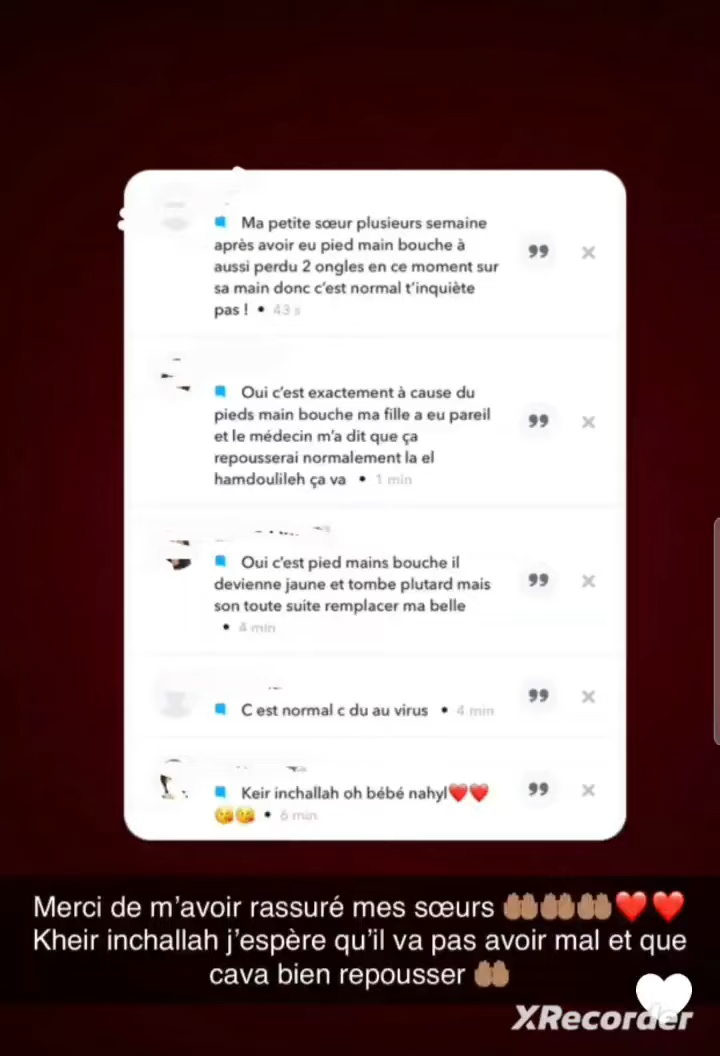 Ma petite sœur plusieurs semaine
après avoir eu pied main bouche à
aussi perdu 2 ongles en ce moment sur
sa main donc c'est normal t'inquiète
pas ! • 43 s
Oui c'est exactement à cause du
pieds main bouche ma fille a eu pareil
et le médecin m'a dit que ça
repousserai normalement la el
hamdoulileh ça va • 1 min
Oui c'est pied mains bouche il
devienne jaune et tombe plutard mais
son toute suite remplacer ma belle
• 4 min
C est normal c du au virus • 4 min
Keir inchallah oh bébé nahyl❤️❤️
😘😘 • 6 min
Merci de m'avoir rassuré mes sœurs 🤲🏽🤲🏽🤲🏽❤️❤️
Kheir inchallah j'espère qu'il va pas avoir mal et que
cava bien repousser 🤲🏽
XRecorder